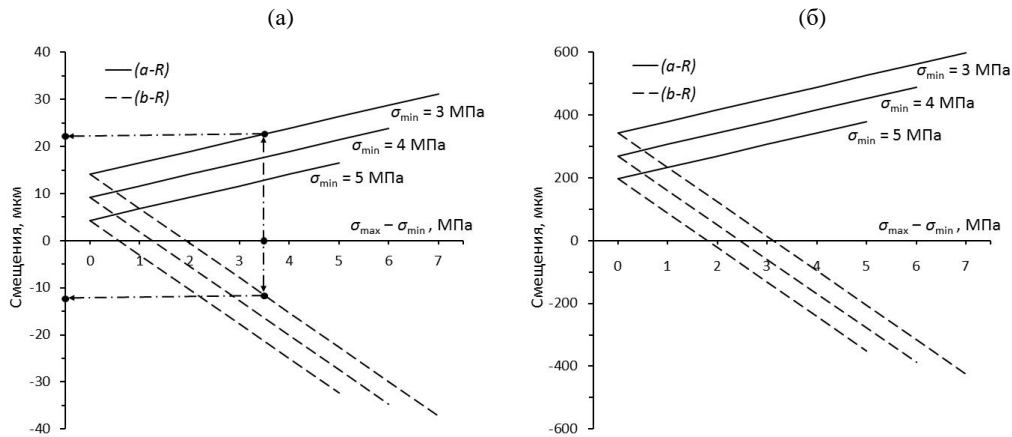 (а)
40
30
20
10
0
-10
-20
-30
-40
Смещения, мкм
(a-R)
(b-R)
σmin = 3 МПа
σmin = 4 МПа
σmin = 5 МПа
σmax − σmin , МПа
0 1 2 3 4 5 6 7
(б)
600
400
200
0
-200
-400
-600
Смещения, мкм
(a-R)
(b-R)
σmin = 3 МПа
σmin = 4 МПа
σmin = 5 МПа
σmax − σmin , МПа
0 1 2 3 4 5 6 7